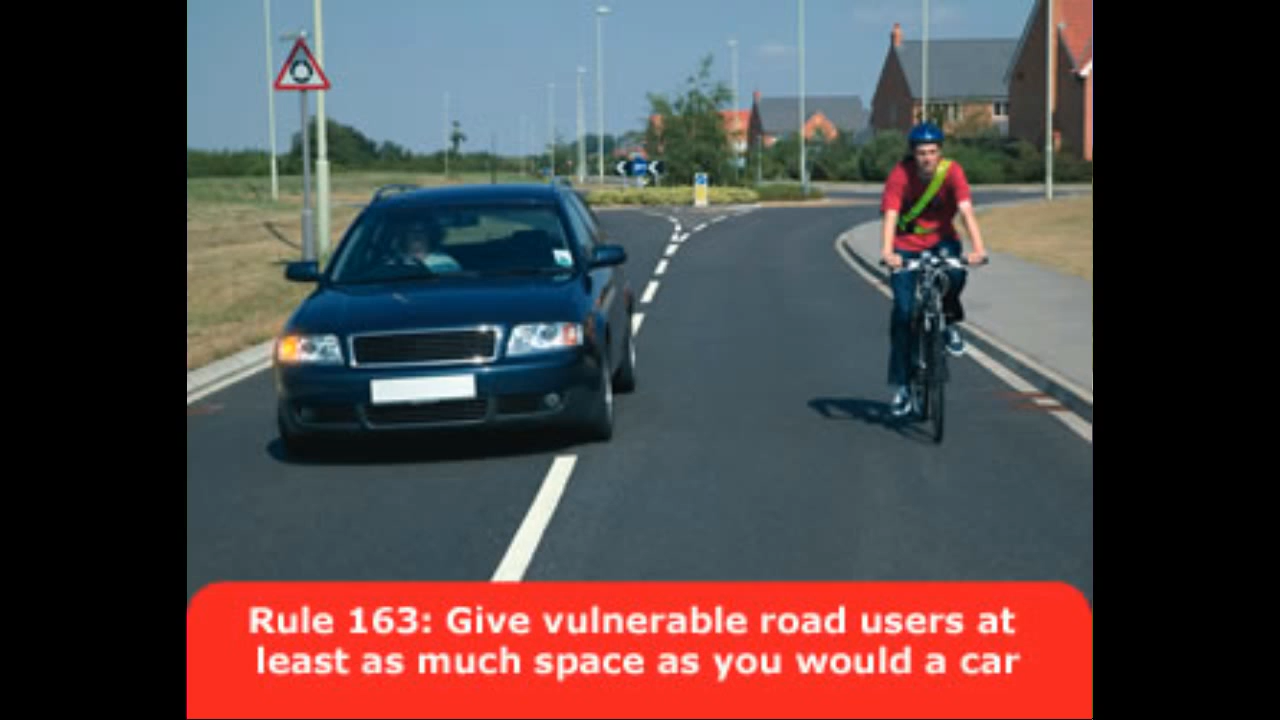 Rule 163: Give vulnerable road users at
least as much space as you would a car